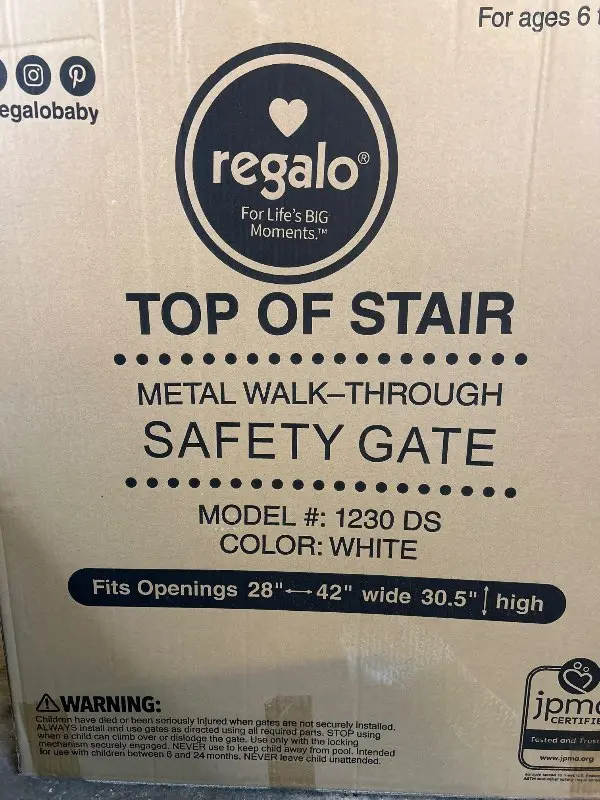 For ages 6
egalobaby
regalo®
For Life's BIG
Moments.™
TOP OF STAIR
METAL WALK-THROUGH
SAFETY GATE
MODEL #: 1230 DS
COLOR: WHITE
Fits Openings 28"↔42" wide 30.5"↕high
⚠WARNING:
Children have died or been seriously injured when gates are not securely installed.
ALWAYS install and use gates as directed using all required parts. STOP using
when a child can climb over or dislodge the gate. Use only with the locking
mechanism securely engaged. NEVER use to keep child away from pool. Intended
for use with children between 6 and 24 months. NEVER leave child unattended.
jpma
CERTIFIE
Tested and Trus
www.jpma.org